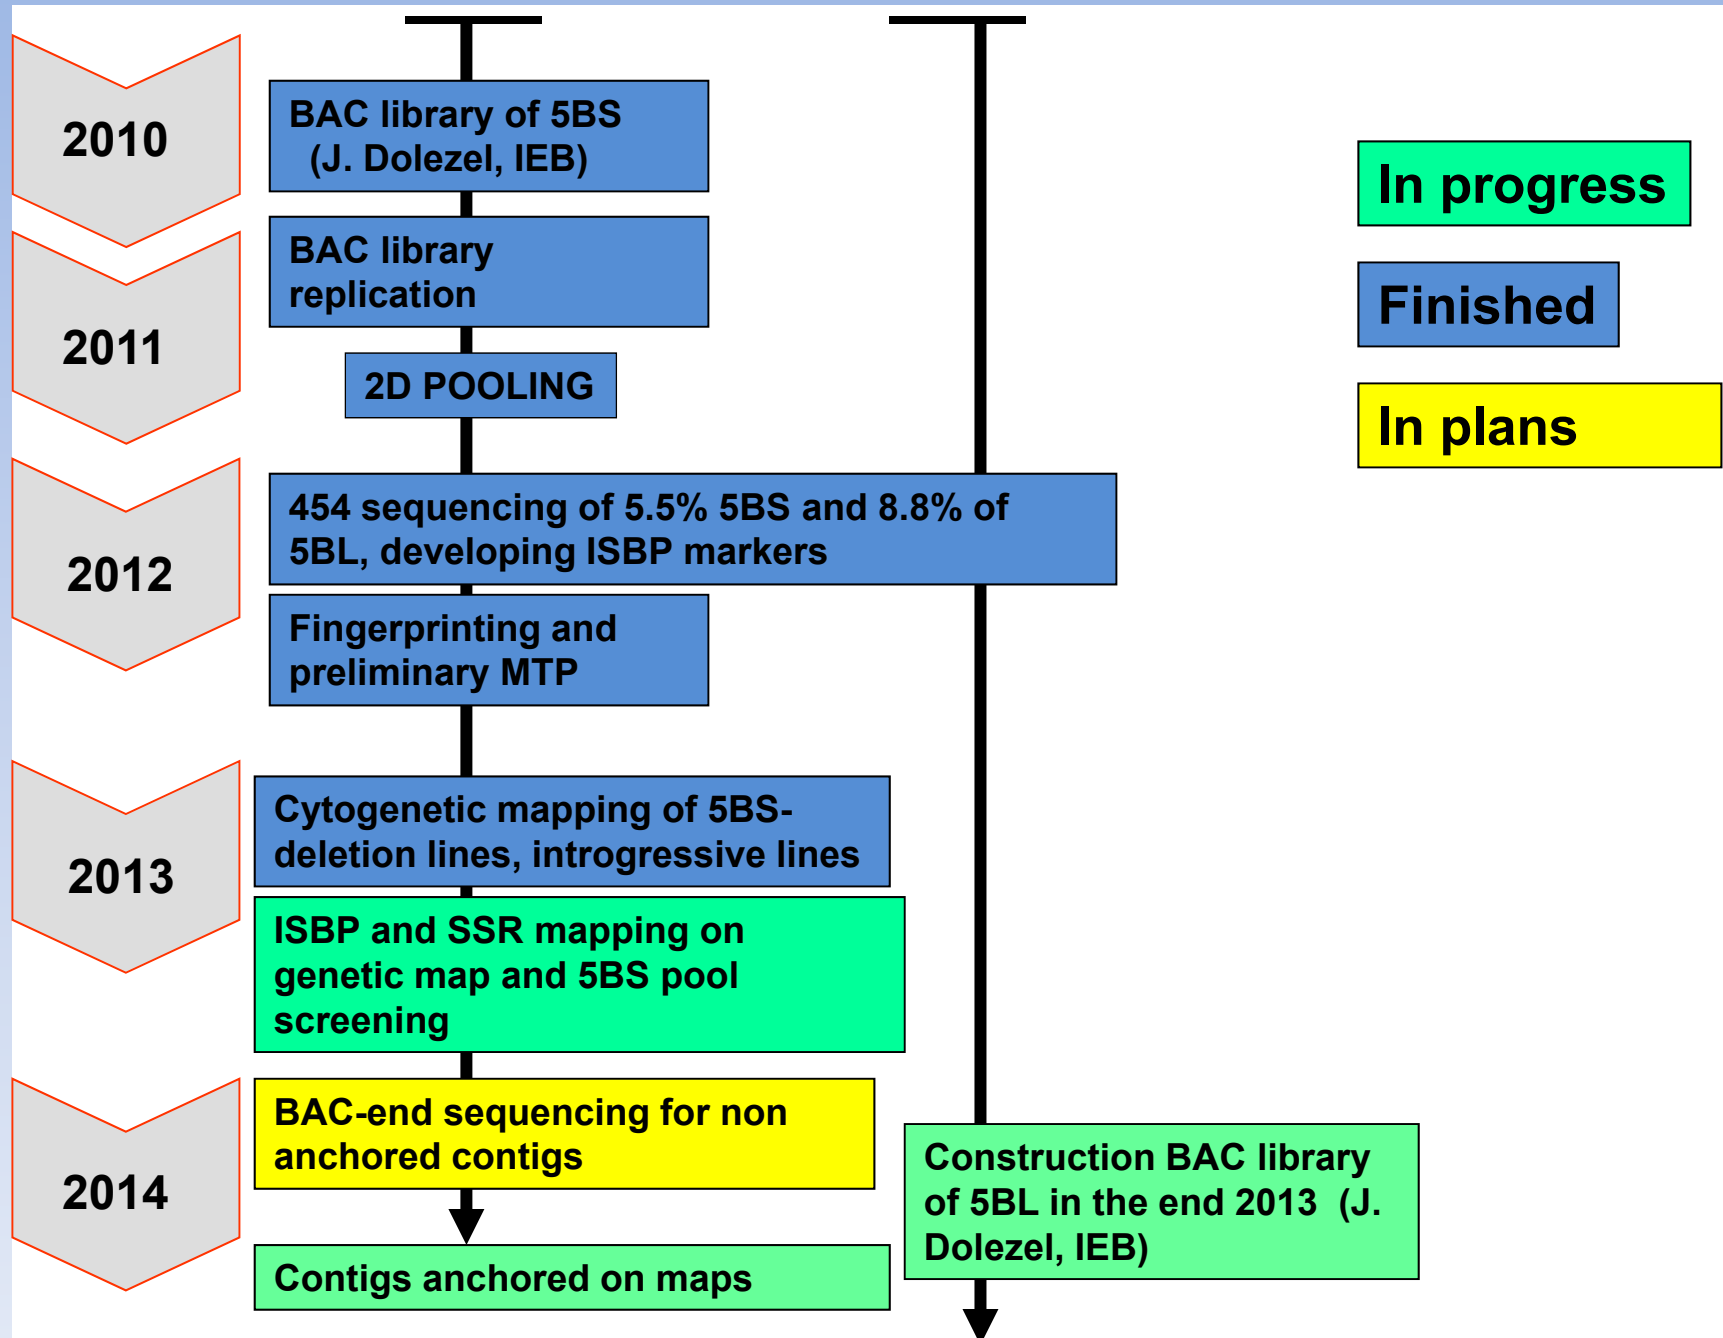 2010
BAC library of 5BS
(J. Dolezel, IEB)
In progress
BAC library
replication
Finished
2011
2D POOLING
In plans
2012
454 sequencing of 5.5% 5BS and 8.8% of
5BL, developing ISBP markers
Fingerprinting and
preliminary MTP
2013
Cytogenetic mapping of 5BS-
deletion lines, introgressive lines
ISBP and SSR mapping on
genetic map and 5BS pool
screening
2014
BAC-end sequencing for non
anchored contigs
Construction BAC library
of 5BL in the end 2013 (J.
Dolezel, IEB)
Contigs anchored on maps